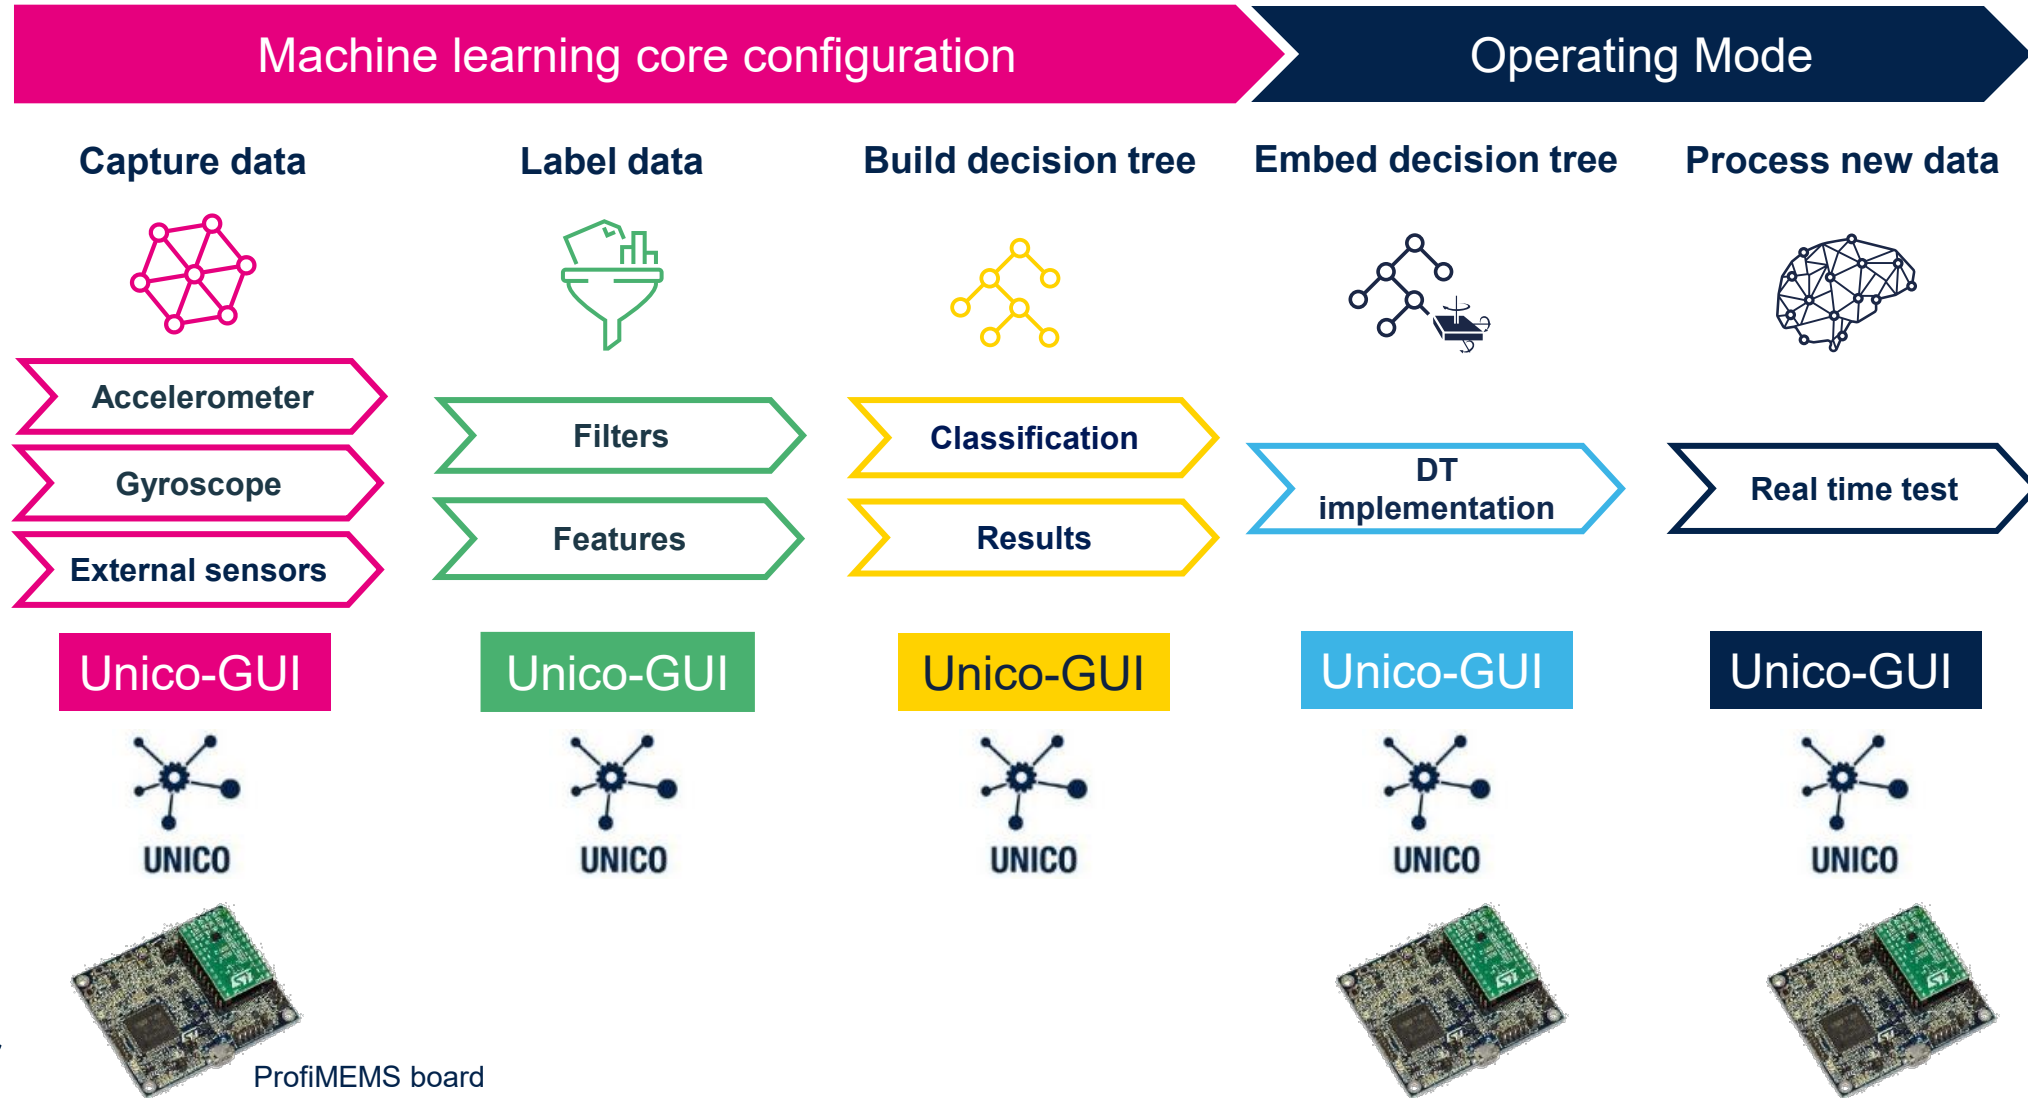 Machine learning core configuration
Operating Mode
Capture data
Label data
Build decision tree
Embed decision tree
Process new data
Accelerometer
Gyroscope
External sensors
Filters
Features
Classification
Results
DT
implementation
Real time test
Unico-GUI
Unico-GUI
Unico-GUI
Unico-GUI
Unico-GUI
UNICO
UNICO
UNICO
UNICO
UNICO
ProfiMEMS board